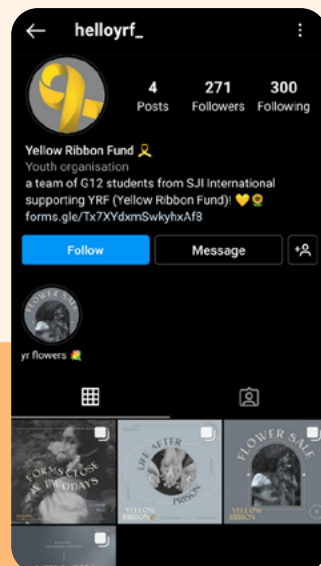 helloyrf_
4 271 300
Posts Followers Following
Yellow Ribbon Fund
Youth organisation
a team of G12 students from SJI International
supporting YRF (Yellow Ribbon Fund)! 💛🌻
forms.gle/Tx7XYdxmSwkyhxAf8
Follow Message
FLOWER SALE
yr flowers 💐
FORMS CLOSE
IN TWO DAYS
LIFE AFTER
PRISON
YELLOW
RIBBON
FLOWER SALE
YELLOW
RIBBON